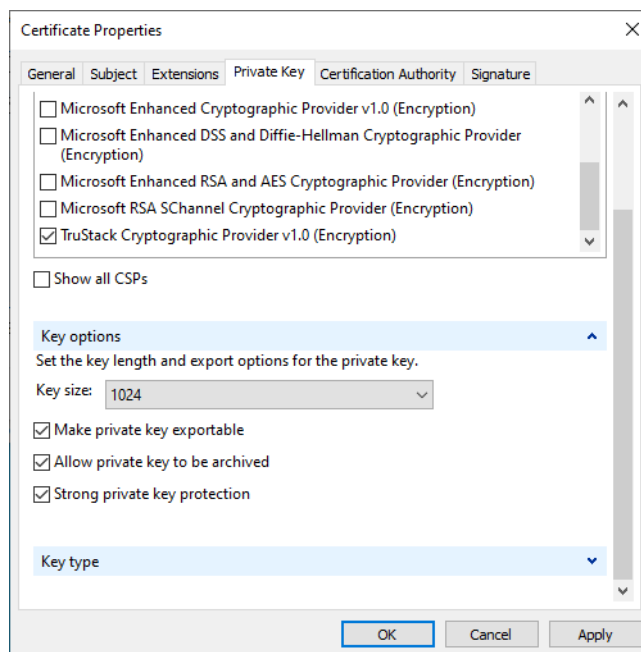 Certificate Properties
General Subject Extensions Private Key Certification Authority Signature
Microsoft Enhanced Cryptographic Provider v1.0 (Encryption)
Microsoft Enhanced DSS and Diffie-Hellman Cryptographic Provider
(Encryption)
Microsoft Enhanced RSA and AES Cryptographic Provider (Encryption)
Microsoft RSA SChannel Cryptographic Provider (Encryption)
TruStack Cryptographic Provider v1.0 (Encryption)
Show all CSPs
Key options
Set the key length and export options for the private key.
Key size: 1024
Make private key exportable
Allow private key to be archived
Strong private key protection
Key type
OK Cancel Apply